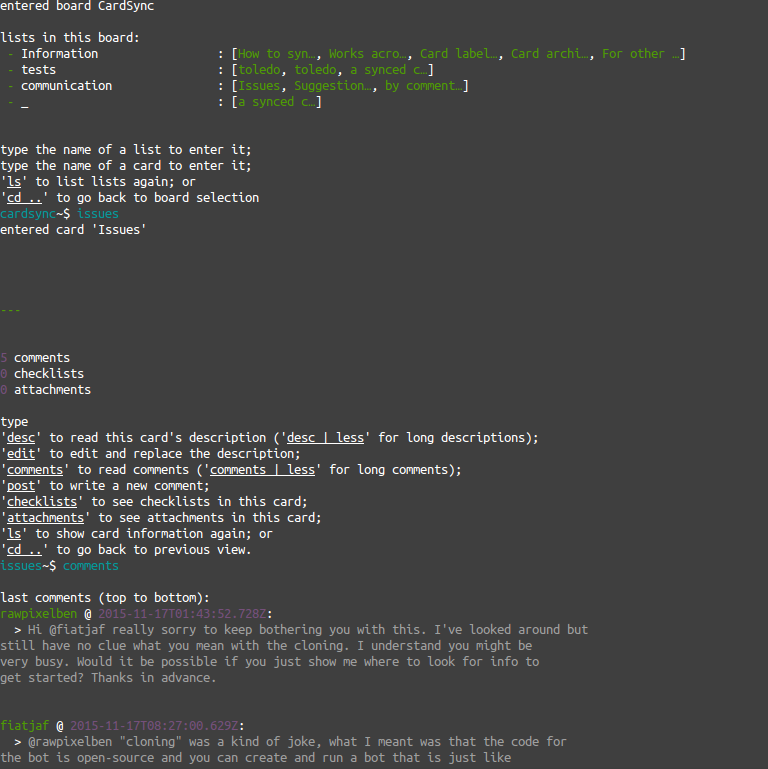 entered board CardSync
lists in this board:
- Information : [How to syn…, Works acro…, Card label…, Card archi…, For other …]
- tests : [toledo, toledo, a synced c…]
- communication : [Issues, Suggestion…, by comment…]
- _ : [a synced c…]
type the name of a list to enter it;
type the name of a card to enter it;
'ls' to list lists again; or
'cd ..' to go back to board selection
cardsync~$ issues
entered card 'Issues'
---
5 comments
0 checklists
0 attachments
type
'desc' to read this card's description ('desc | less' for long descriptions);
'edit' to edit and replace the description;
'comments' to read comments ('comments | less' for long comments);
'post' to write a new comment;
'checklists' to see checklists in this card;
'attachments' to see attachments in this card;
'ls' to show card information again; or
'cd ..' to go back to previous view.
issues~$ comments
last comments (top to bottom):
rawpixelben @ 2015-11-17T01:43:52.728Z:
> Hi @fiatjaf really sorry to keep bothering you with this. I've looked around but
still have no clue what you mean with the cloning. I understand you might be
very busy. Would it be possible if you just show me where to look for info to
get started? Thanks in advance.
fiatjaf @ 2015-11-17T08:27:00.629Z:
> @rawpixelben "cloning" was a kind of joke, what I meant was that the code for
the bot is open-source and you can create and run a bot that is just like